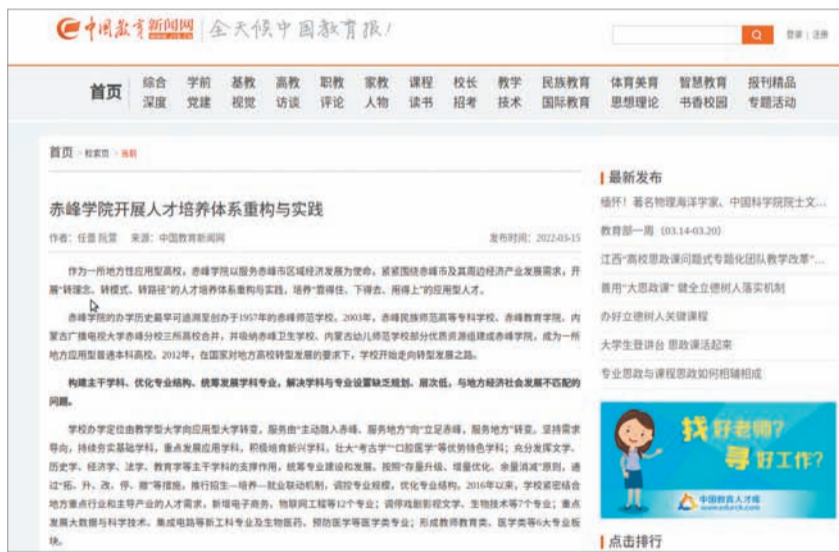 中国教育新闻网 全天候中国教育报!
登录 | 注册
首页 综合 学前 基教 高教 职教 家教 课程 校长 教学 民族教育 体育美育 智慧教育 报刊精品
深度 党建 视觉 访谈 评论 人物 读书 招考 技术 国际教育 思想理论 书香校园 专题活动
首页 > 检索页 > 当前
赤峰学院开展人才培养体系重构与实践
作者:任蕾 阮雷 来源:中国教育新闻网 发布时间:2022-03-15
作为一所地方性应用型高校,赤峰学院以服务赤峰市区域经济发展为使命,紧紧围绕赤峰市及其周边经济产业发展需求,开
展“转理念、转模式、转路径”的人才培养体系重构与实践,培养“靠得住、下得去、用得上”的应用型人才。
赤峰学院的办学历史最早可追溯至创办于1957年的赤峰师范学校。2003年,赤峰民族师范高等专科学校、赤峰教育学院、内
蒙古广播电视大学赤峰分校三所高校合并,并吸纳赤峰卫生学校、内蒙古幼儿师范学校部分优质资源组建成赤峰学院,成为一所
地方应用型普通本科高校。2012年,在国家对地方高校转型发展的要求下,学校开始走向转型发展之路。
构建主干学科、优化专业结构、统筹发展学科专业,解决学科与专业设置缺乏规划、层次低,与地方经济社会发展不匹配的
问题。
学校办学定位由教学型大学向应用型大学转变,服务由“主动融入赤峰、服务地方”向“立足赤峰,服务地方”转变。坚持需求
导向,持续夯实基础学科,重点发展应用学科,积极培育新兴学科,壮大“考古学”“口腔医学”等优势特色学科;充分发挥文学、
历史学、经济学、法学、教育学等主干学科的支撑作用,统筹专业建设和发展。按照“存量升级、增量优化、余量消减”原则,通
过“拓、升、改、停、撤”等措施,推行招生—培养—就业联动机制,调控专业规模,优化专业结构。2016年以来,学校紧密结合
地方重点行业和主导产业的人才需求,新增电子商务、物联网工程等12个专业;调停戏剧影视文学、生物技术等7个专业;重点
发展大数据与科学技术、集成电路等新工科专业及生物医药、预防医学等医学类专业;形成教师教育类、医学类等6大专业板
块。
最新发布
缅怀!著名物理海洋学家、中国科学院院士文…
教育部一周(03.14-03.20)
江西“高校思政课问题式专题化团队教学改革”…
善用“大思政课” 健全立德树人落实机制
办好立德树人关键课程
大学生登讲台 思政课活起来
专业思政与课程思政如何相辅相成
找好老师?
寻好工作?
中国教育人才库
www.edurck.com
点击排行